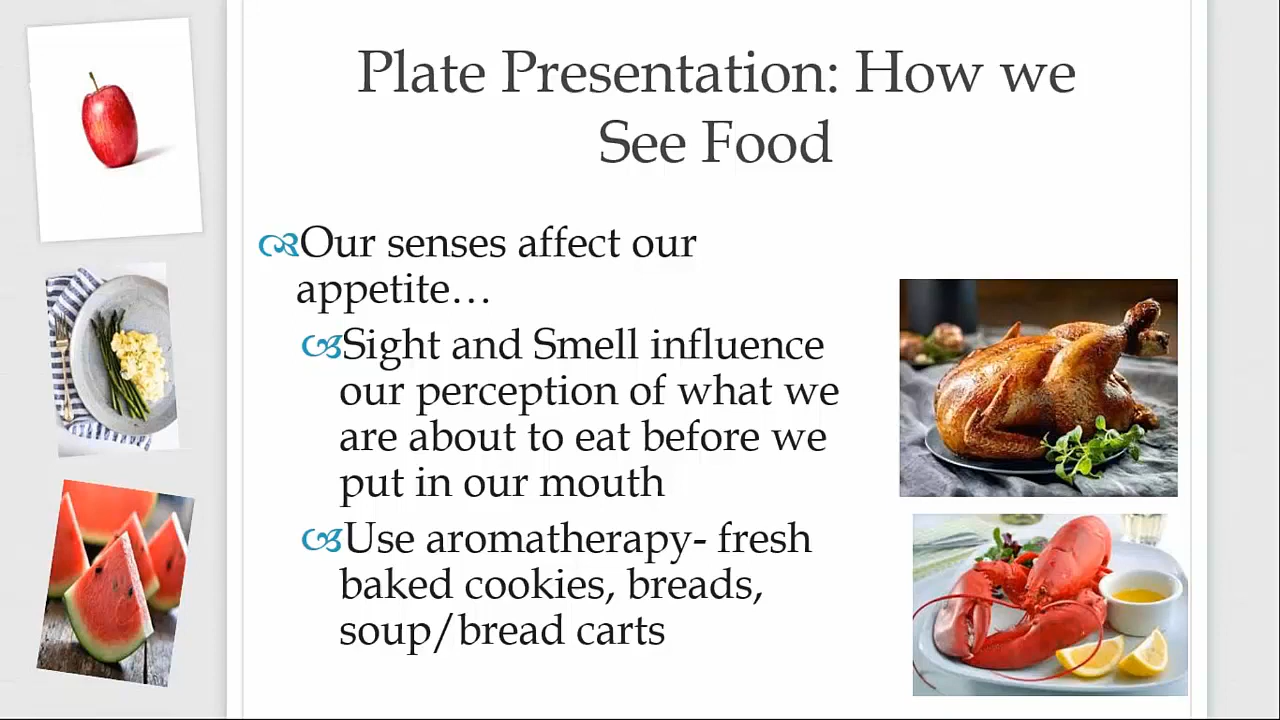 Plate Presentation: How we
See Food
Our senses affect our
appetite…
Sight and Smell influence
our perception of what we
are about to eat before we
put in our mouth
Use aromatherapy- fresh
baked cookies, breads,
soup/bread carts